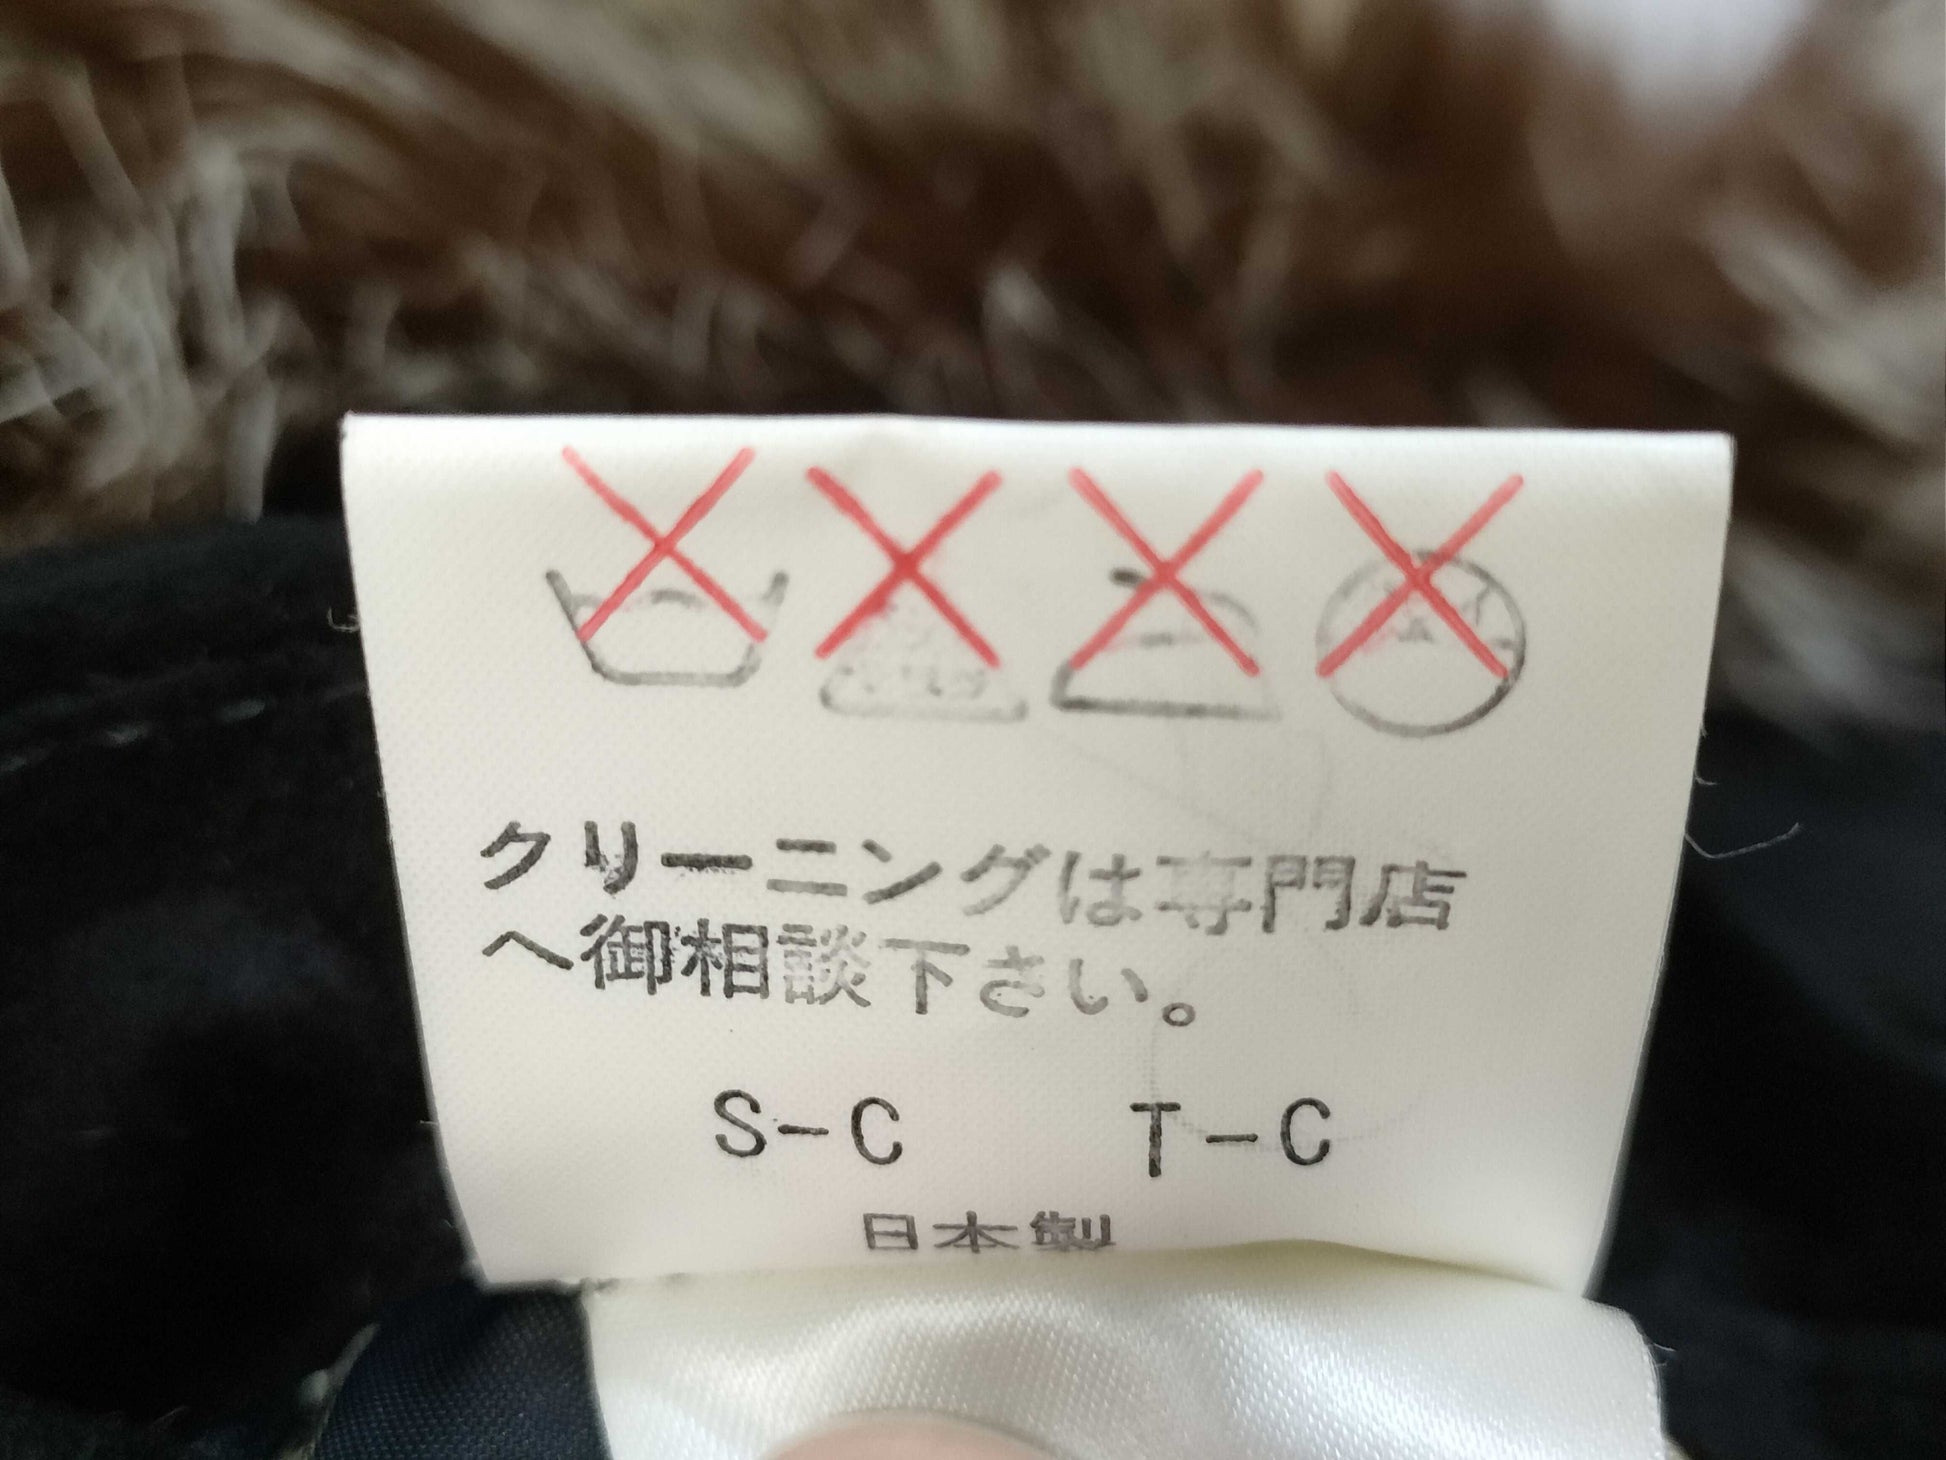 クリーニングは専門店
へ御相談下さい。
S-C T-C
日本製